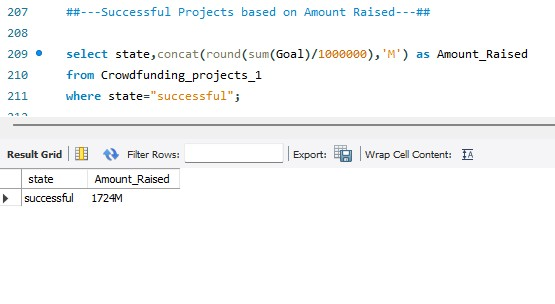 207 ##---Successful Projects based on Amount Raised---##
208
209 select state,concat(round(sum(Goal)/1000000),'M') as Amount_Raised
210 from Crowdfunding_projects_1
211 where state="successful";
Result Grid Filter Rows: Export: Wrap Cell Content:
state Amount_Raised
successful 1724M